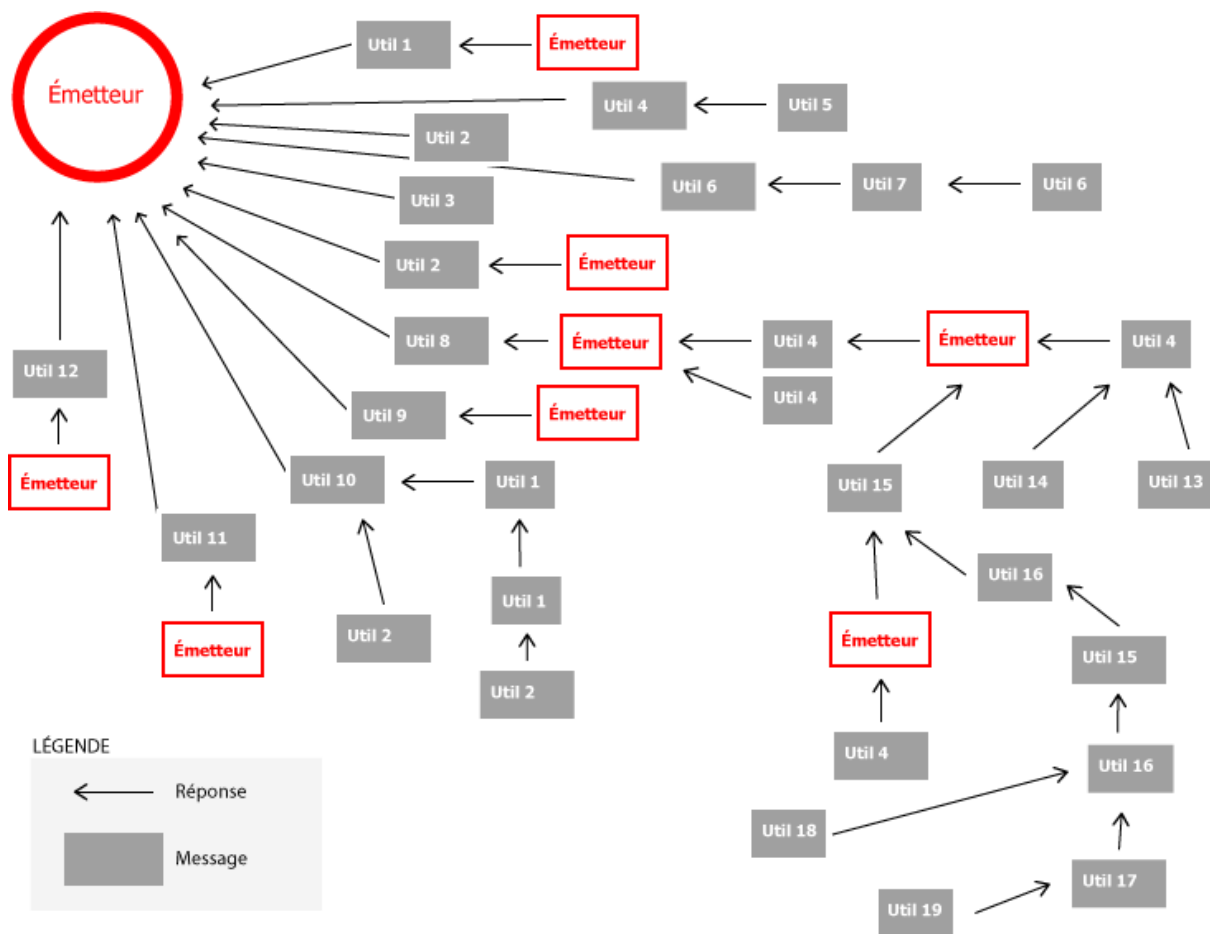 Émetteur
Util 1
Émetteur
Util 4
Util 5
Util 2
Util 6
Util 7
Util 6
Util 3
Util 2
Émetteur
Util 8
Émetteur
Util 4
Émetteur
Util 4
Util 12
Util 4
Util 9
Émetteur
Émetteur
Util 10
Util 1
Util 15
Util 14
Util 13
Util 11
Util 16
Util 1
Émetteur
Util 2
Émetteur
Util 15
Util 2
LÉGENDE
Util 4
Util 16
Réponse
Util 18
Message
Util 17
Util 19